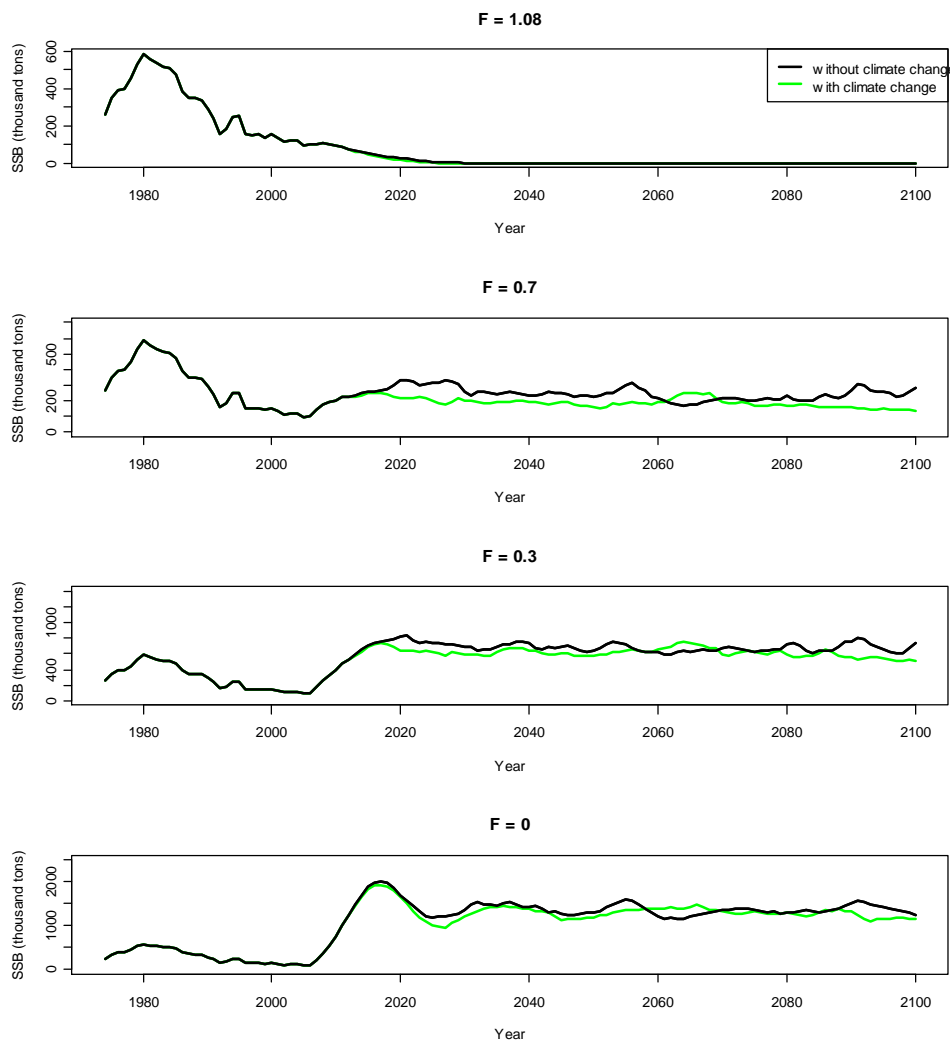 F = 1.08
SSB (thousand tons)
600
400
200
0
without climate chang
with climate change
1980 2000 2020 2040 2060 2080 2100
Year
F = 0.7
SSB (thousand tons)
500
200
0
1980 2000 2020 2040 2060 2080 2100
Year
F = 0.3
SSB (thousand tons)
1000
400
0
1980 2000 2020 2040 2060 2080 2100
Year
F = 0
SSB (thousand tons)
2000
1000
0
1980 2000 2020 2040 2060 2080 2100
Year